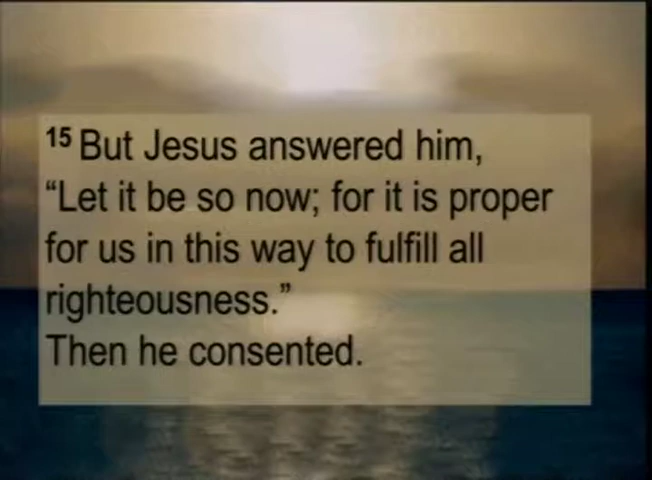 15 But Jesus answered him,
“Let it be so now; for it is proper
for us in this way to fulfill all
righteousness.”
Then he consented.